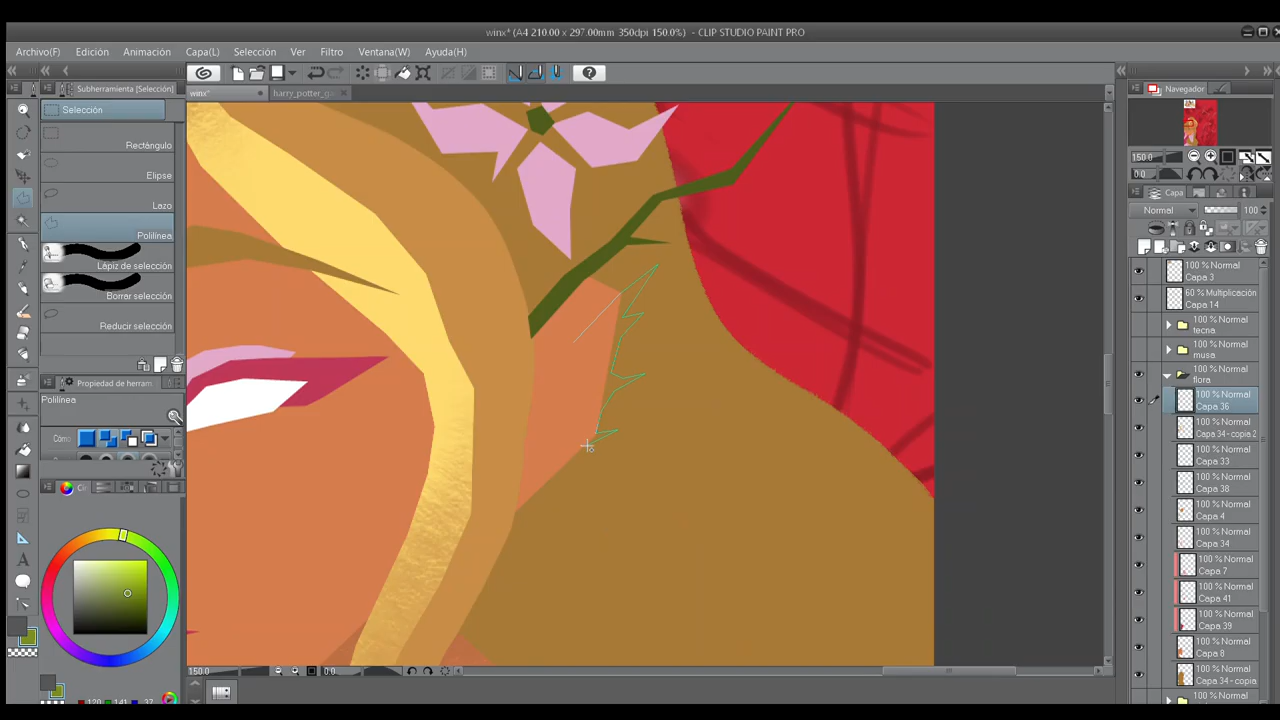 winx* (A4 210.00 x 297.00mm 350dpi 150.0%) - CLIP STUDIO PAINT PRO
Archivo(F) Edición Animación Capa(L) Selección Ver Filtro Ventana(W) Ayuda(H)
Subherramienta [Selección]
winx*
harry_potter_g
Navegador
Selección
Rectángulo
Elipse
Lazo
Polilínea
Lápiz de selección
Borrar selección
Reducir selección
Propiedad de herram
Polilínea
Cómo
150.0
0.0
Capa
Normal 100
100 % Normal
Capa 3
60 % Multiplicación
Capa 14
100 % Normal
tecna
100 % Normal
musa
100 % Normal
flora
100 % Normal
Capa 36
100 % Normal
Capa 34 - copia 2
100 % Normal
Capa 33
100 % Normal
Capa 38
100 % Normal
Capa 4
100 % Normal
Capa 34
100 % Normal
Capa 7
100 % Normal
Capa 41
100 % Normal
Capa 39
100 % Normal
Capa 8
100 % Normal
Capa 34 - copia
100 % Normal
150.0
0.0
120 141 37